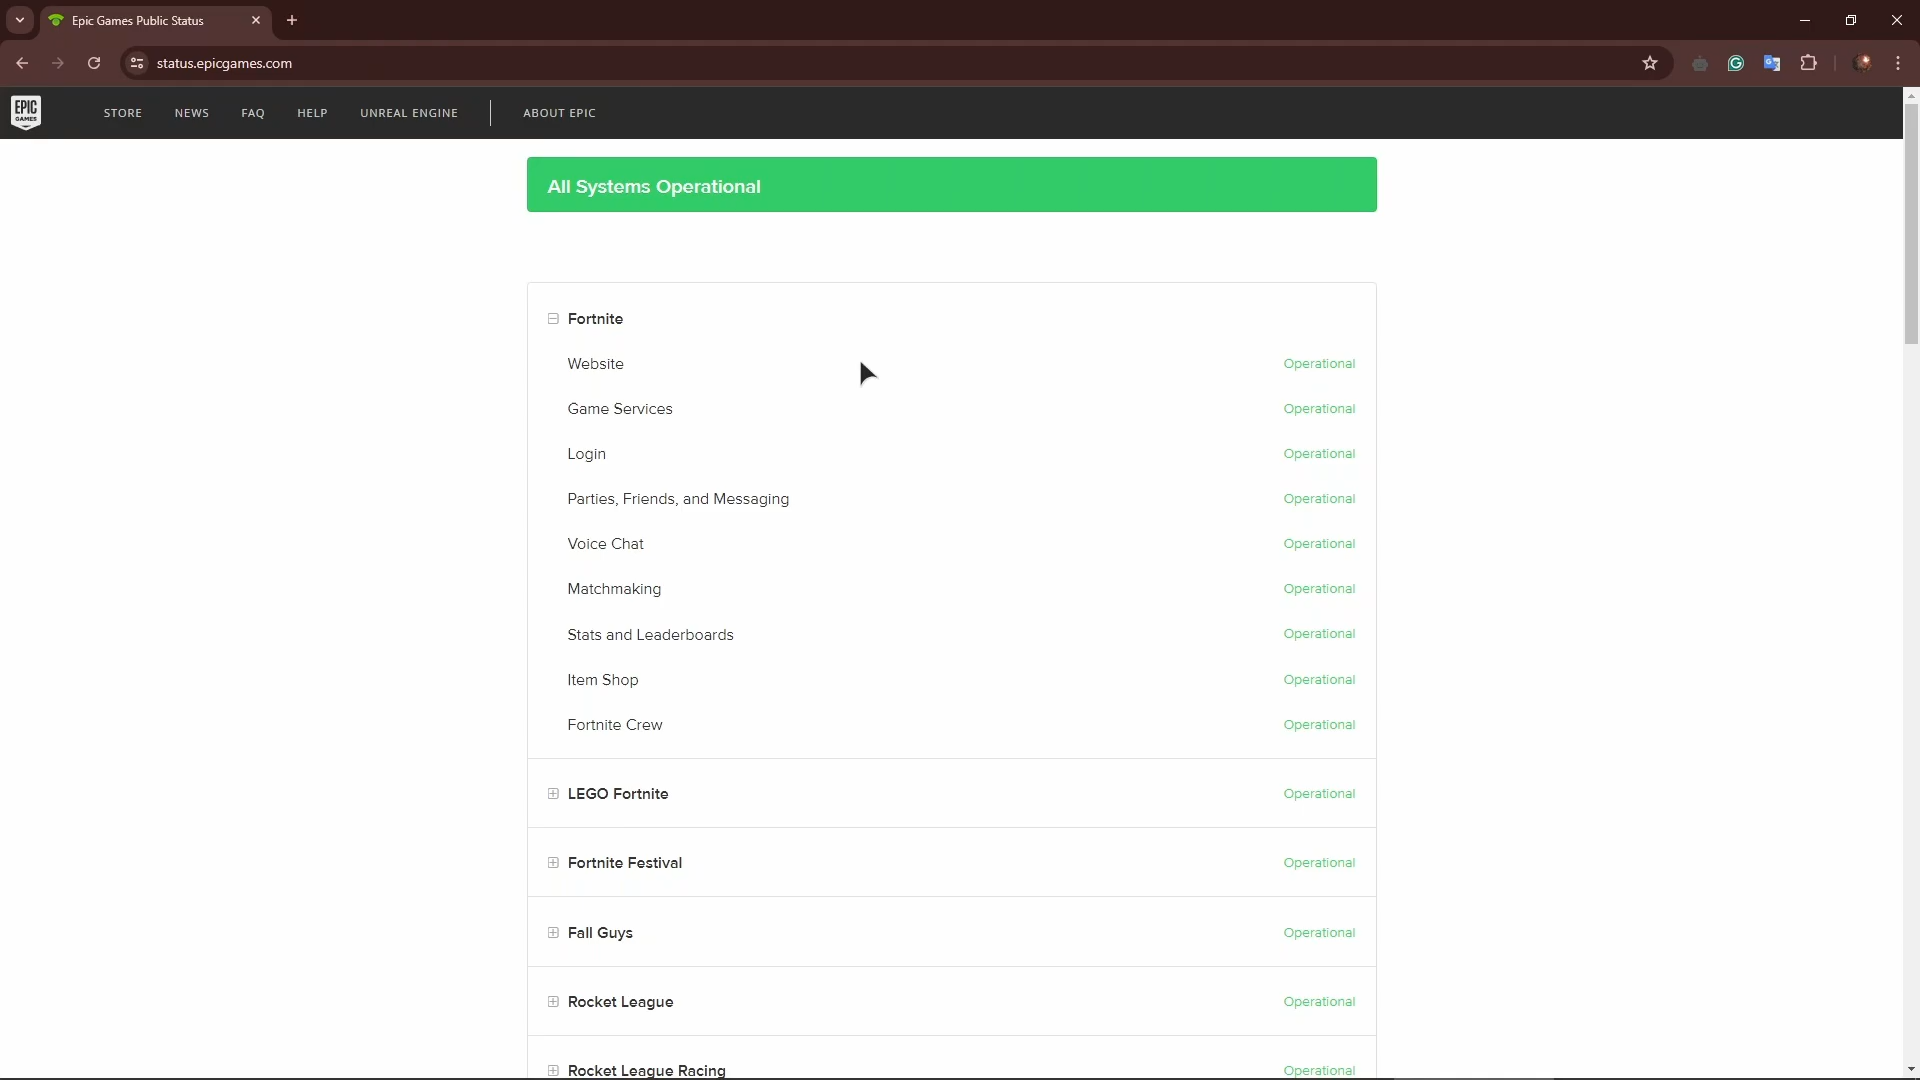 Epic Games Public Status
status.epicgames.com
EPIC
GAMES
STORE NEWS FAQ HELP UNREAL ENGINE ABOUT EPIC
All Systems Operational
Fortnite
Website Operational
Game Services Operational
Login Operational
Parties, Friends, and Messaging Operational
Voice Chat Operational
Matchmaking Operational
Stats and Leaderboards Operational
Item Shop Operational
Fortnite Crew Operational
LEGO Fortnite Operational
Fortnite Festival Operational
Fall Guys Operational
Rocket League Operational
Rocket League Racing Operational